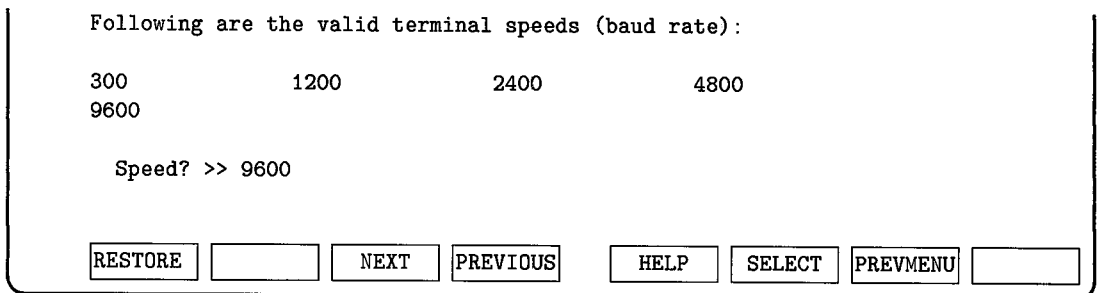 Following are the valid terminal speeds (baud rate):
300 1200 2400 4800
9600
Speed? >> 9600
RESTORE NEXT PREVIOUS HELP SELECT PREVMENU